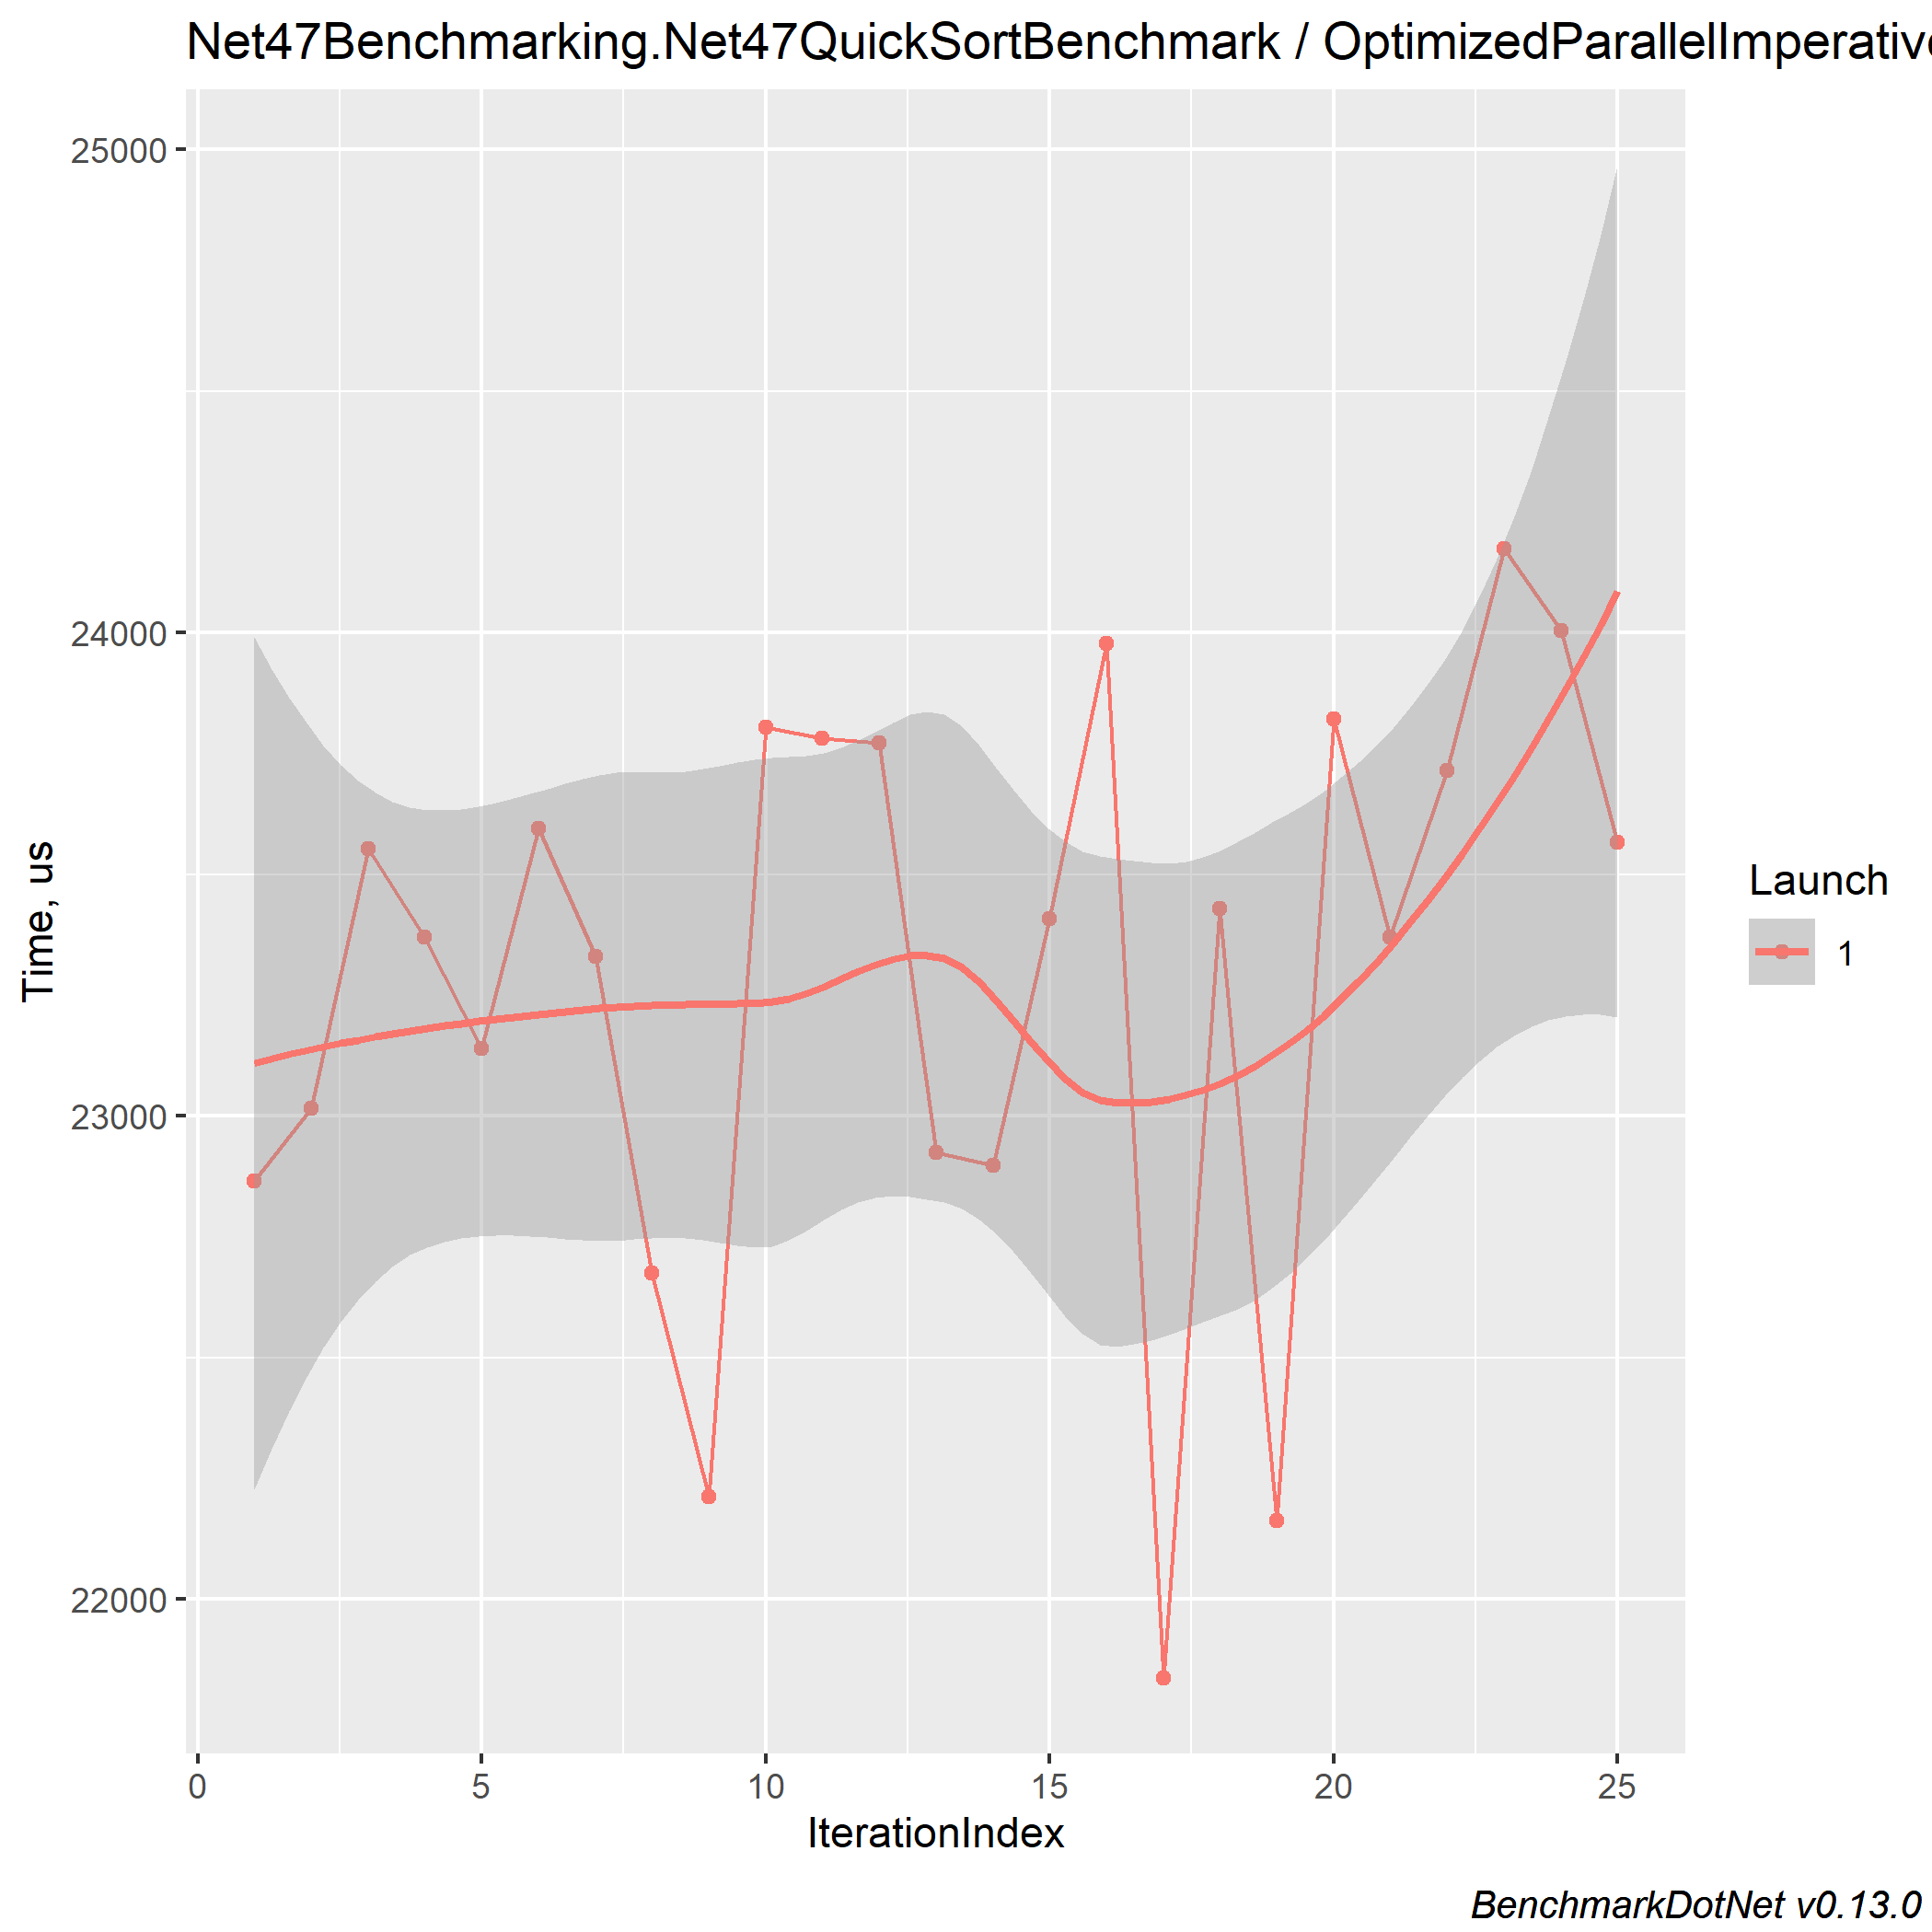 Net47Benchmarking.Net47QuickSortBenchmark / OptimizedParallelImperative
25000
24000
23000
22000
Time, us
0 5 10 15 20 25
IterationIndex
Launch
1
BenchmarkDotNet v0.13.0